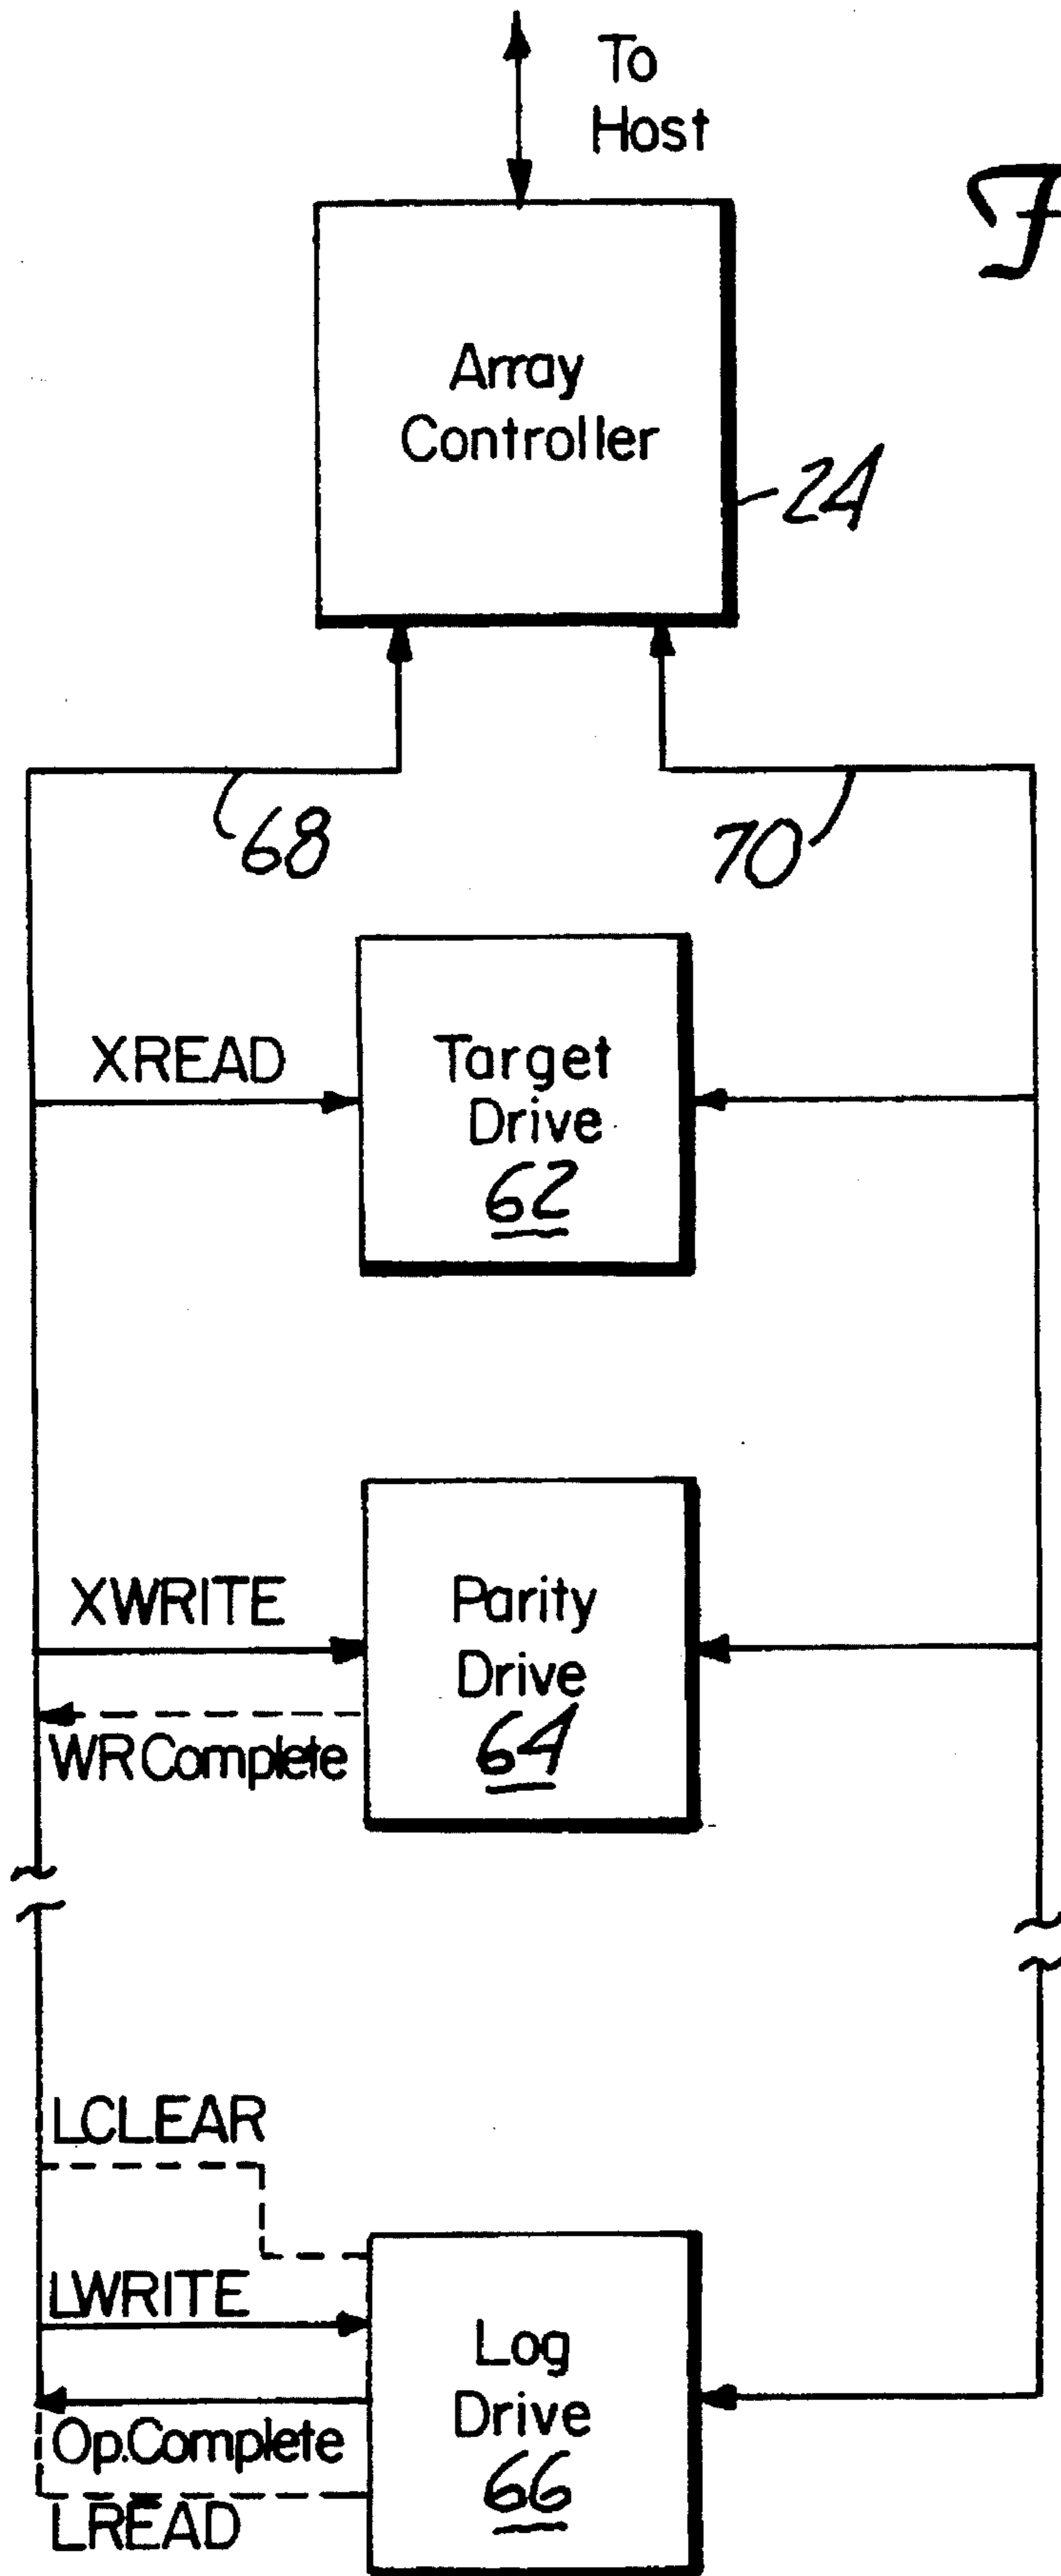 To
Host
F
Array
Controller
24
68
70
XREAD
Target
Drive
62
XWRITE
Parity
Drive
64
WR Complete
LCLEAR
LWRITE
Log
Drive
66
Op.Complete
LREAD